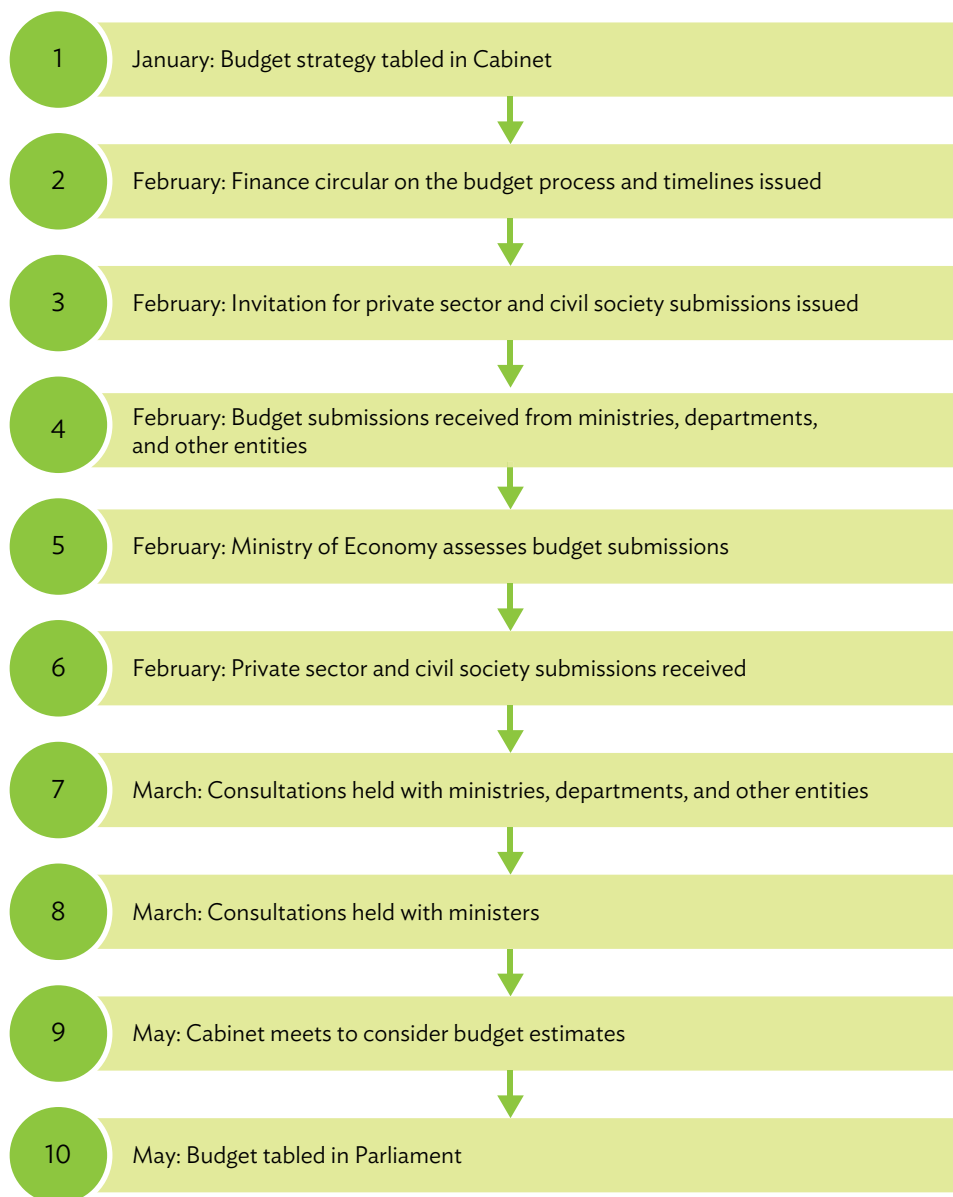 1
January: Budget strategy tabled in Cabinet
2
February: Finance circular on the budget process and timelines issued
3
February: Invitation for private sector and civil society submissions issued
4
February: Budget submissions received from ministries, departments,
and other entities
5
February: Ministry of Economy assesses budget submissions
6
February: Private sector and civil society submissions received
7
March: Consultations held with ministries, departments, and other entities
8
March: Consultations held with ministers
9
May: Cabinet meets to consider budget estimates
10
May: Budget tabled in Parliament